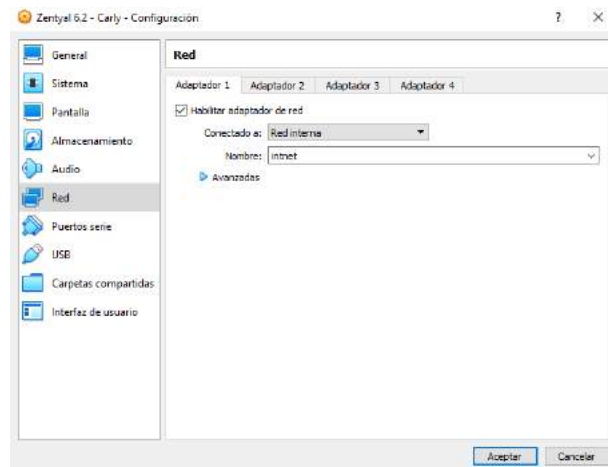 Zentyal 6.2 - Carly - Configuración
General
Sistema
Pantalla
Almacenamiento
Audio
Red
Puertos serie
USB
Carpetas compartidas
Interfaz de usuario
Red
Adaptador 1 Adaptador 2 Adaptador 3 Adaptador 4
Habilitar adaptador de red
Conectado a: Red interna
Nombre: intnet
Avanzadas
Aceptar Cancelar